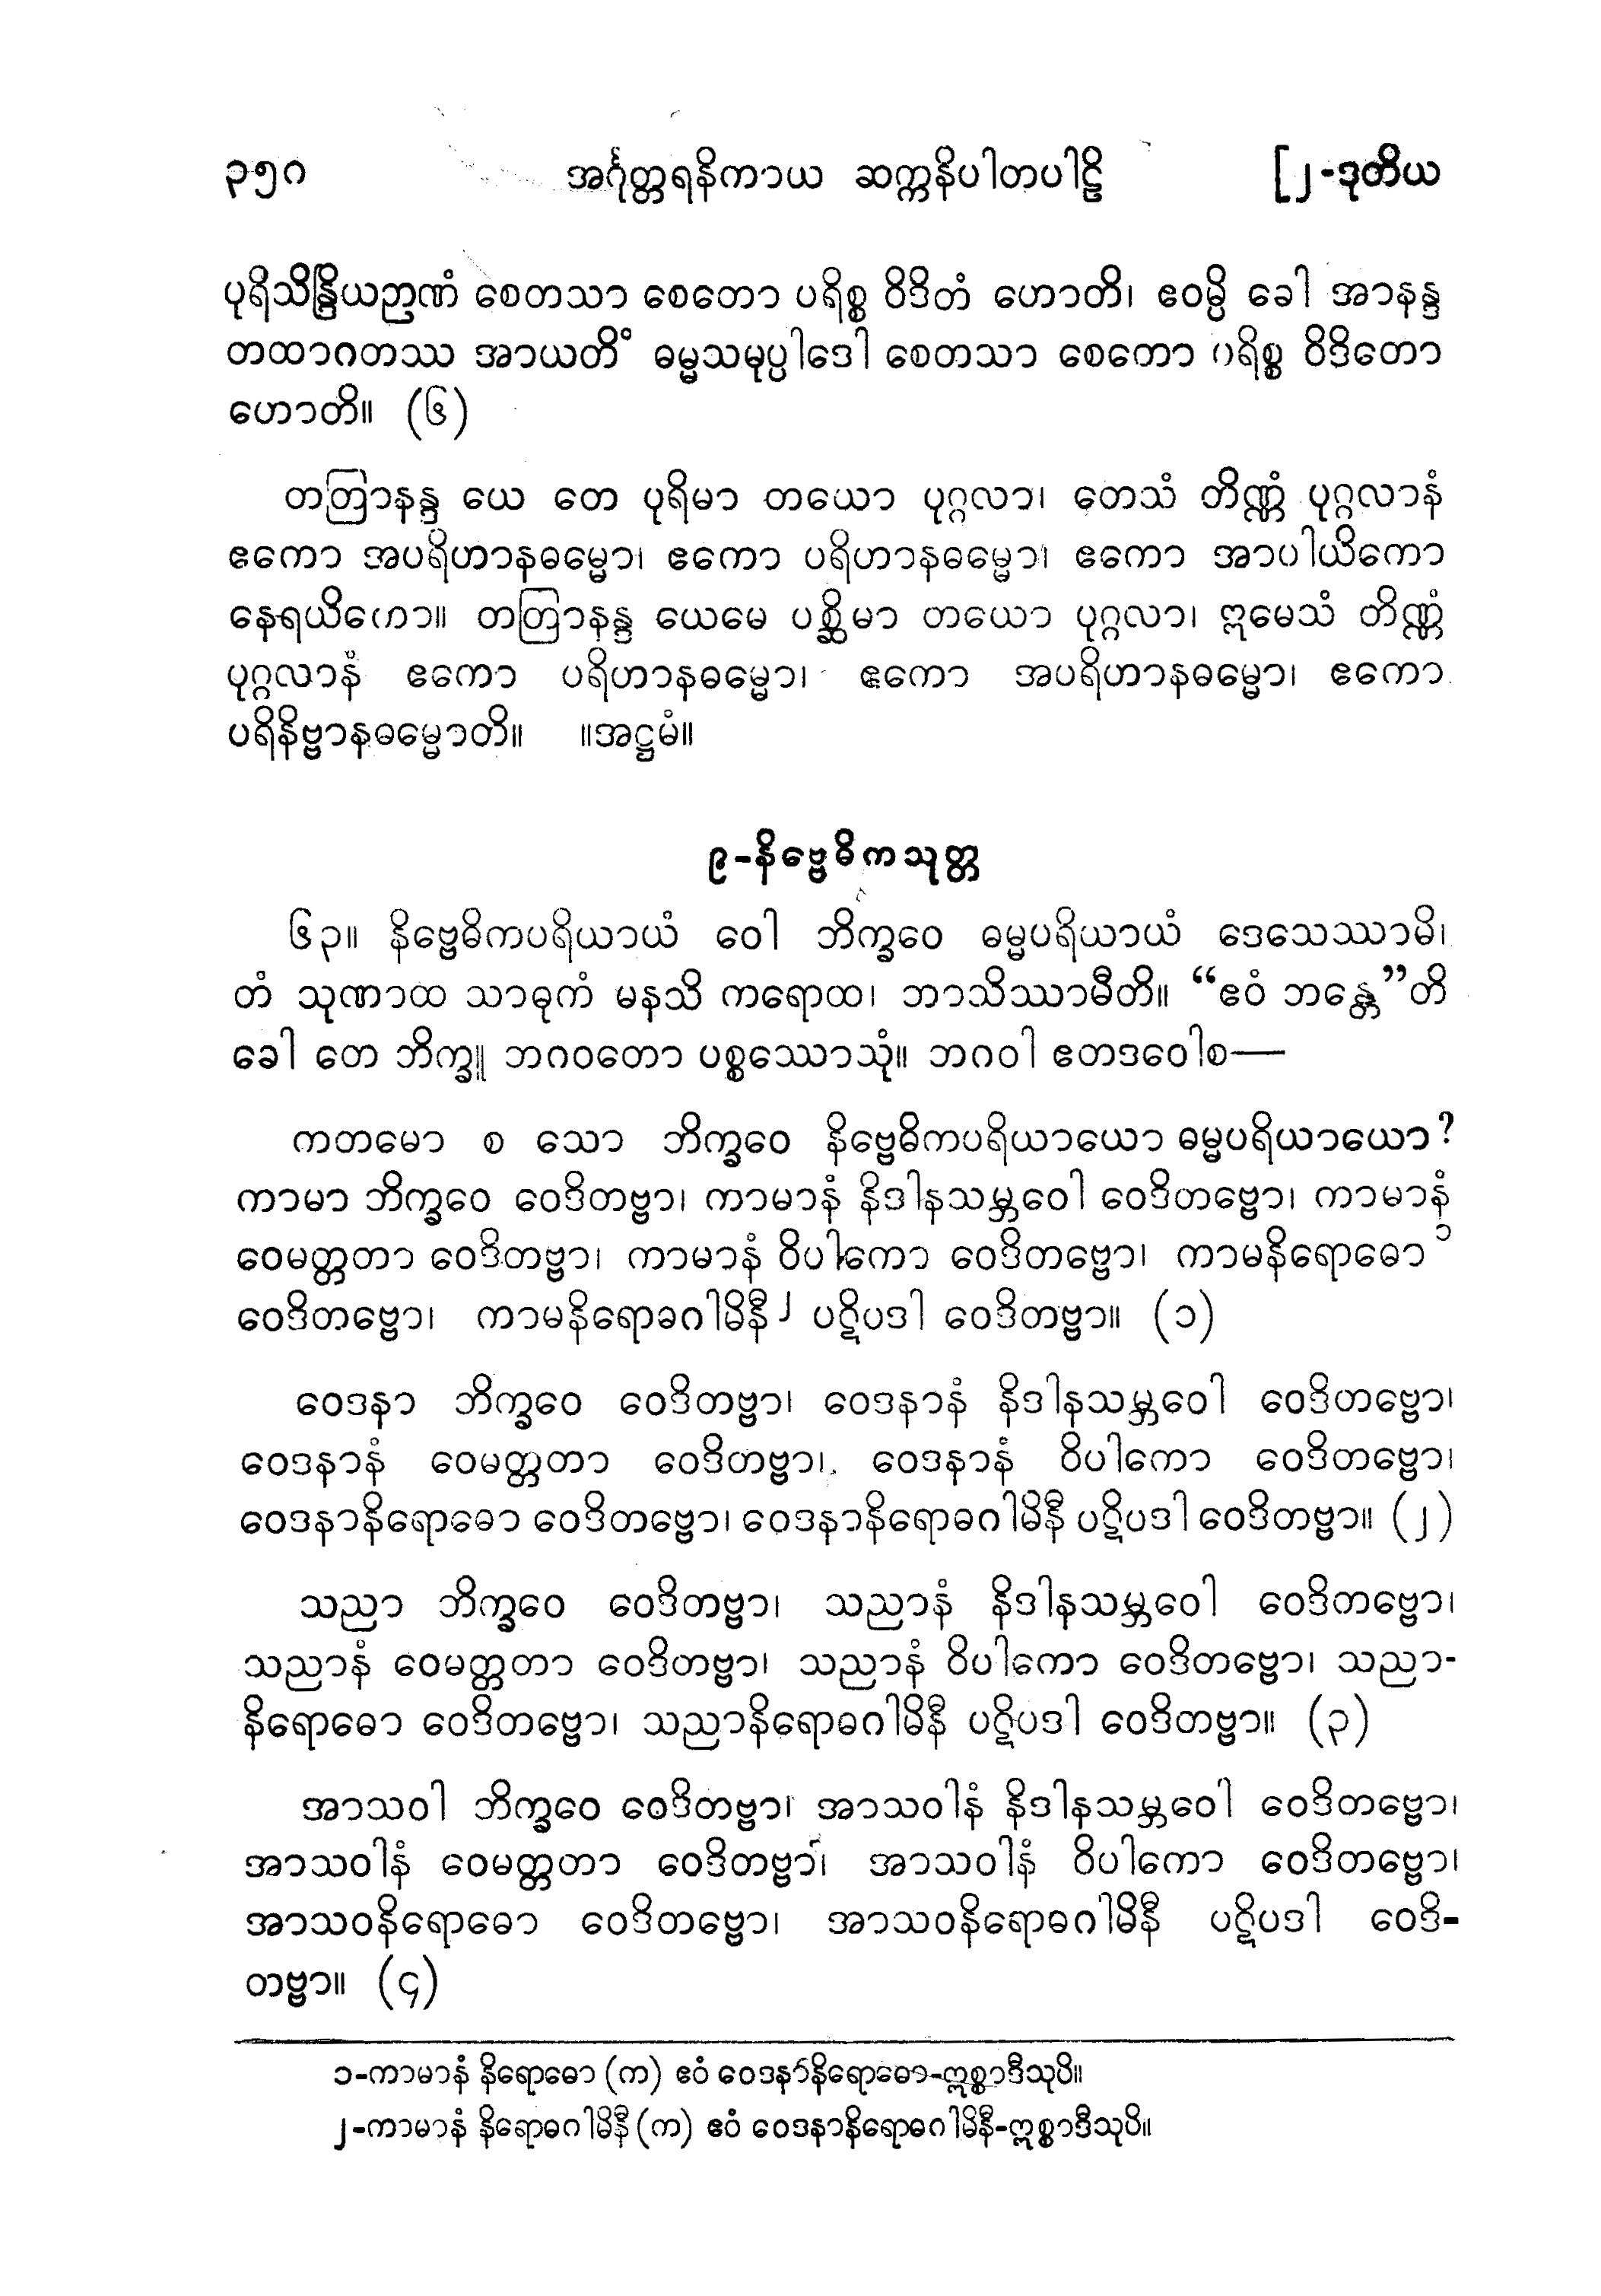 ၃၅၀ အင်္ဂုတ္တရနိကာယ ဆက္ကနိပါတပါဠိ [၂-ဒုတိယ
ပုရိသိန္ဒြိယဉာဏံ စေတသာ စေတော ပရိစ္စ ဝိဒိတံ ဟောတိ၊ ဧဝမ္ပိ ခေါ အာနန္ဒ
တထာဂတဿ အာယတိံ ဓမ္မသမုပ္ပါဒေါ စေတသာ စေတော ပရိစ္စ ဝိဒိတော
ဟောတိ။ (၆)
တတြာနန္ဒ ယေ တေ ပုရိမာ တယော ပုဂ္ဂလာ၊ တေသံ တိဏ္ဏံ ပုဂ္ဂလာနံ
ဧကော အပရိဟာနဓမ္မော၊ ဧကော ပရိဟာနဓမ္မော၊ ဧကော အာပါယိကော
နေရယိကော။ တတြာနန္ဒ ယေမေ ပစ္ဆိမာ တယော ပုဂ္ဂလာ၊ ဣမေသံ တိဏ္ဏံ
ပုဂ္ဂလာနံ ဧကော ပရိဟာနဓမ္မော၊ ဧကော အပရိဟာနဓမ္မော၊ ဧကော
ပရိနိဗ္ဗာနဓမ္မောတိ။ ။အဋ္ဌမံ။
၉-နိဗ္ဗေဓိကသုတ္တ
၆၃။ နိဗ္ဗေဓိကပရိယာယံ ဝေါ ဘိက္ခဝေ ဓမ္မပရိယာယံ ဒေသေဿာမိ၊
တံ သုဏာထ သာဓုကံ မနသိ ကရောထ၊ ဘာသိဿာမီတိ။ “ဧဝံ ဘန္တေ”တိ
ခေါ တေ ဘိက္ခူ ဘဂဝတော ပစ္စဿောသုံ။ ဘဂဝါ ဧတဒဝေါစ—
ကတမော စ သော ဘိက္ခဝေ နိဗ္ဗေဓိကပရိယာယော ဓမ္မပရိယာယော?
ကာမာ ဘိက္ခဝေ ဝေဒိတဗ္ဗာ၊ ကာမာနံ နိဒါနသမ္ဘဝေါ ဝေဒိတဗ္ဗော၊ ကာမာနံ
ဝေမတ္တတာ ဝေဒိတဗ္ဗာ၊ ကာမာနံ ဝိပါကော ဝေဒိတဗ္ဗော၊ ကာမနိရောဓော ၁
ဝေဒိတဗ္ဗော၊ ကာမနိရောဓဂါမိနီ ၂ ပဋိပဒါ ဝေဒိတဗ္ဗာ။ (၁)
ဝေဒနာ ဘိက္ခဝေ ဝေဒိတဗ္ဗာ၊ ဝေဒနာနံ နိဒါနသမ္ဘဝေါ ဝေဒိတဗ္ဗော၊
ဝေဒနာနံ ဝေမတ္တတာ ဝေဒိတဗ္ဗာ၊ ဝေဒနာနံ ဝိပါကော ဝေဒိတဗ္ဗော၊
ဝေဒနာနိရောဓော ဝေဒိတဗ္ဗော၊ ဝေဒနာနိရောဓဂါမိနီ ပဋိပဒါ ဝေဒိတဗ္ဗာ။ (၂)
သညာ ဘိက္ခဝေ ဝေဒိတဗ္ဗာ၊ သညာနံ နိဒါနသမ္ဘဝေါ ဝေဒိတဗ္ဗော၊
သညာနံ ဝေမတ္တတာ ဝေဒိတဗ္ဗာ၊ သညာနံ ဝိပါကော ဝေဒိတဗ္ဗော၊ သညာ-
နိရောဓော ဝေဒိတဗ္ဗော၊ သညာနိရောဓဂါမိနီ ပဋိပဒါ ဝေဒိတဗ္ဗာ။ (၃)
အာသဝါ ဘိက္ခဝေ ဝေဒိတဗ္ဗာ၊ အာသဝါနံ နိဒါနသမ္ဘဝေါ ဝေဒိတဗ္ဗော၊
အာသဝါနံ ဝေမတ္တတာ ဝေဒိတဗ္ဗာ၊ အာသဝါနံ ဝိပါကော ဝေဒိတဗ္ဗော၊
အာသဝနိရောဓော ဝေဒိတဗ္ဗော၊ အာသဝနိရောဓဂါမိနီ ပဋိပဒါ ဝေဒိ-
တဗ္ဗာ။ (၄)
၁-ကာမာနံ နိရောဓော (က) ဧဝံ ဝေဒနာနိရောဓော-ဣစ္စာဒီသုပိ။
၂-ကာမာနံ နိရောဓဂါမိနီ (က) ဧဝံ ဝေဒနာနိရောဓဂါမိနီ-ဣစ္စာဒီသုပိ။